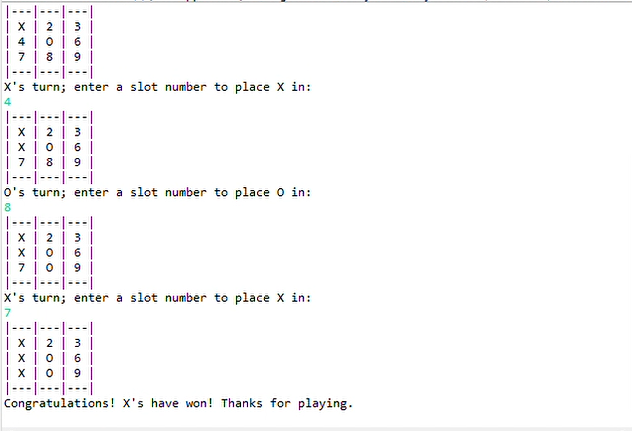 |---|---|---|
| X | 2 | 3 |
| 4 | O | 6 |
| 7 | 8 | 9 |
|---|---|---|
X's turn; enter a slot number to place X in:
4
|---|---|---|
| X | 2 | 3 |
| X | O | 6 |
| 7 | 8 | 9 |
|---|---|---|
O's turn; enter a slot number to place O in:
8
|---|---|---|
| X | 2 | 3 |
| X | O | 6 |
| 7 | O | 9 |
|---|---|---|
X's turn; enter a slot number to place X in:
7
|---|---|---|
| X | 2 | 3 |
| X | O | 6 |
| X | O | 9 |
|---|---|---|
Congratulations! X's have won! Thanks for playing.